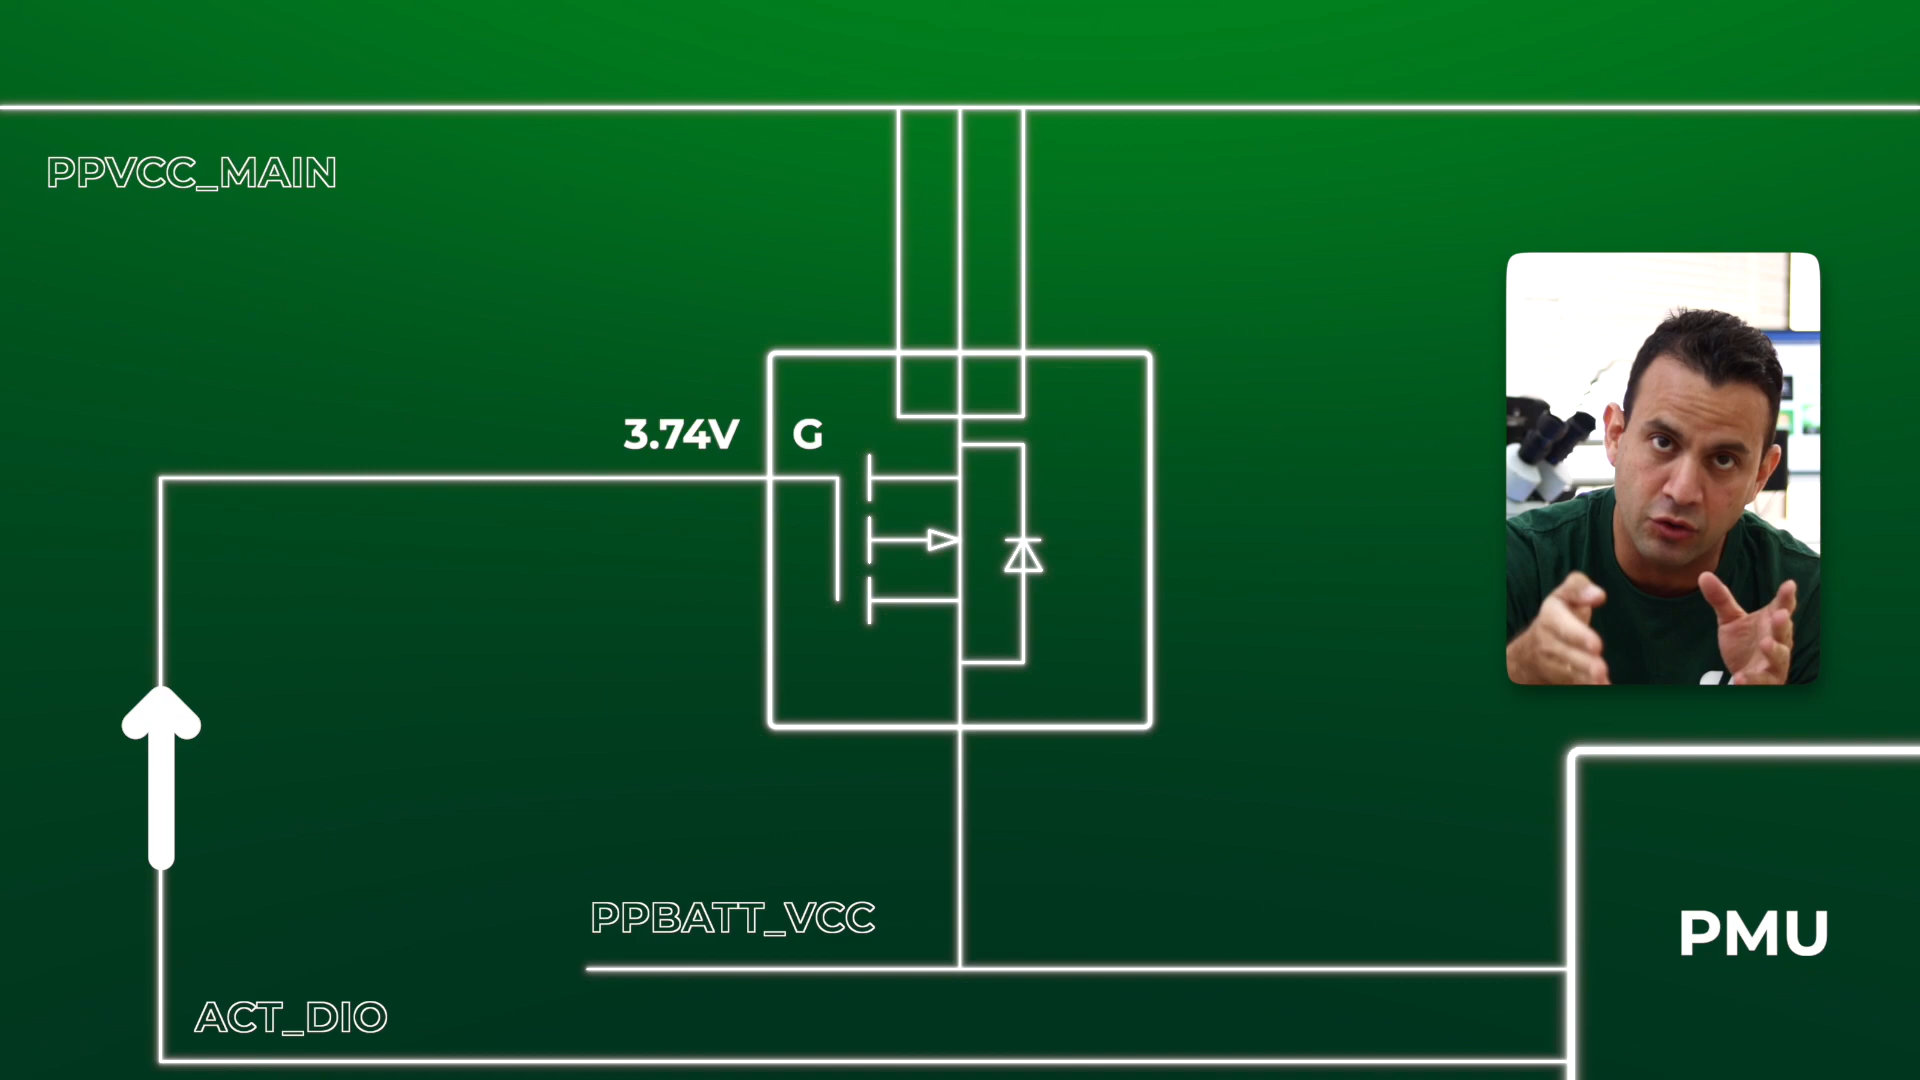 PPVCC_MAIN
3.74V
G
PPBATT_VCC
PMU
ACT_DIO